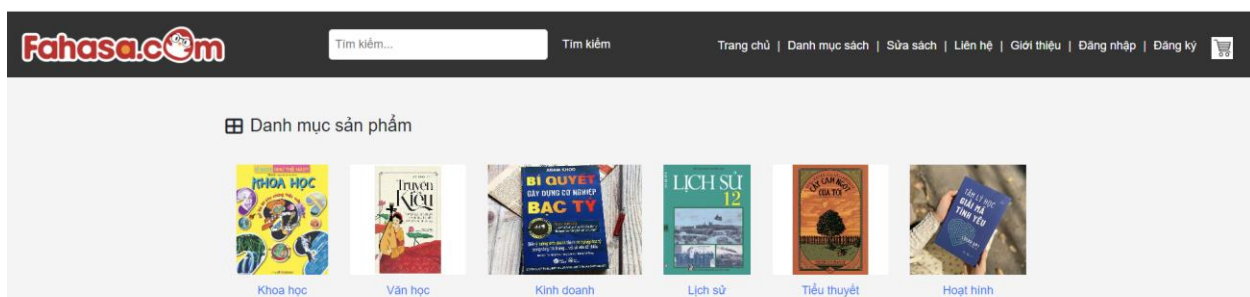 Fahasa.com
Tìm kiếm...
Tìm kiếm
Trang chủ | Danh mục sách | Sửa sách | Liên hệ | Giới thiệu | Đăng nhập | Đăng ký
Danh mục sản phẩm
KHOA HỌC
Truyện Kiều
BÍ QUYẾT
GÂY DỰNG CƠ NGHIỆP
BẠC TỶ
LỊCH SỬ
12
CÂY CAM NGỌT
CỦA TÔI
TÂM LÝ HỌC
GIẢI MÃ
TÌNH YÊU
Khoa học
Văn học
Kinh doanh
Lịch sử
Tiểu thuyết
Hoạt hình